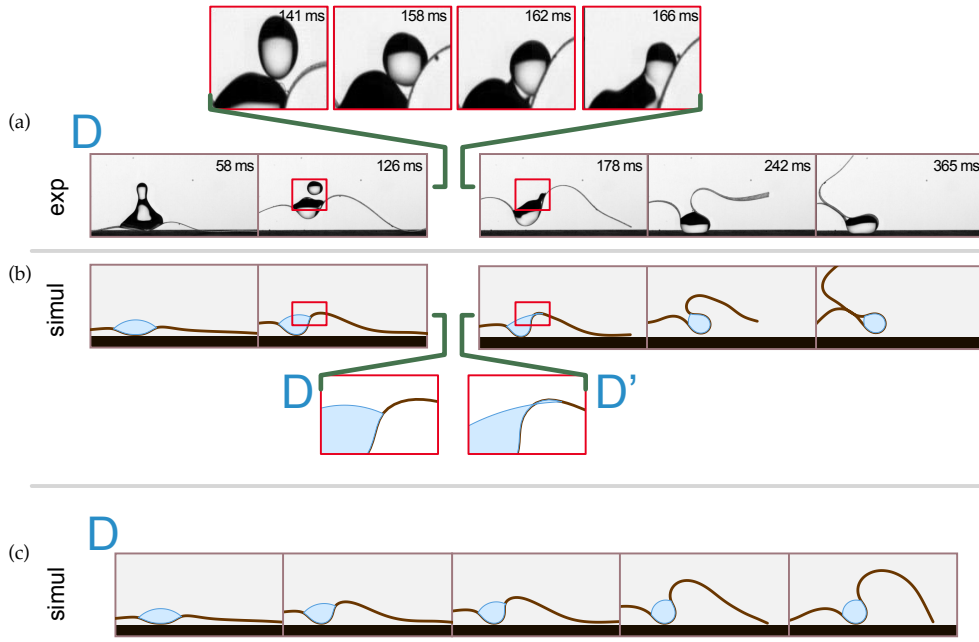 141 ms
158 ms
162 ms
166 ms
(a)
D
exp
58 ms
126 ms
178 ms
242 ms
365 ms
(b)
simul
D
D'
(c)
D
simul